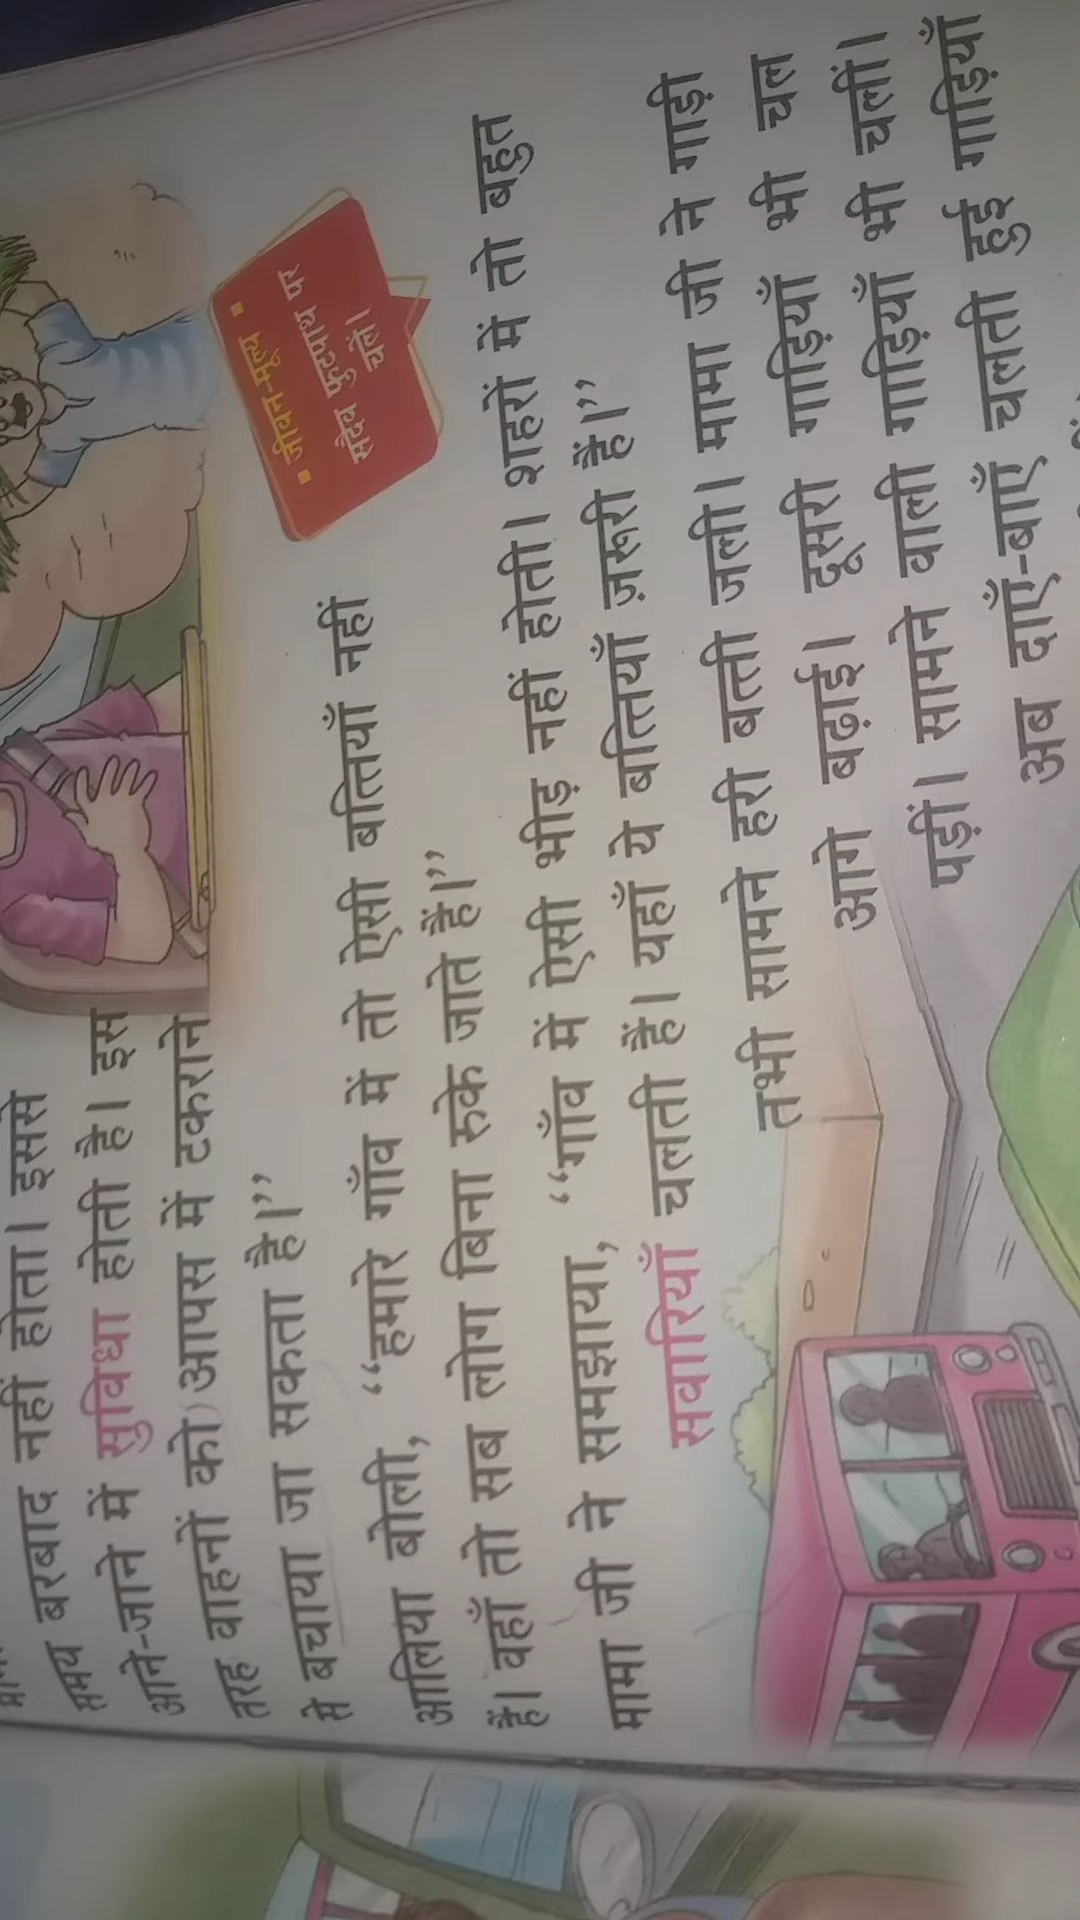 समय बरबाद नहीं होता। इससे
आने-जाने में सुविधा होती है। इस
तरह वाहनों को आपस में टकराने
से बचाया जा सकता है।”
■ जीवन-मूल्य ■
सदैव फुटपाथ पर
चलें।
आलिया बोली, “हमारे गाँव में तो ऐसी बत्तियाँ नहीं
हैं। वहाँ तो सब लोग बिना रुके जाते हैं।”
मामा जी ने समझाया, “गाँव में ऐसी भीड़ नहीं होती। शहरों में तो बहुत
सवारियाँ चलती हैं। यहाँ ये बत्तियाँ ज़रूरी हैं।”
तभी सामने हरी बत्ती जली। मामा जी ने गाड़ी
आगे बढ़ाई। दूसरी गाड़ियाँ भी चल
पड़ीं। सामने वाली गाड़ियाँ भी चलीं।
अब दाएँ-बाएँ चलती हुई गाड़ियाँ